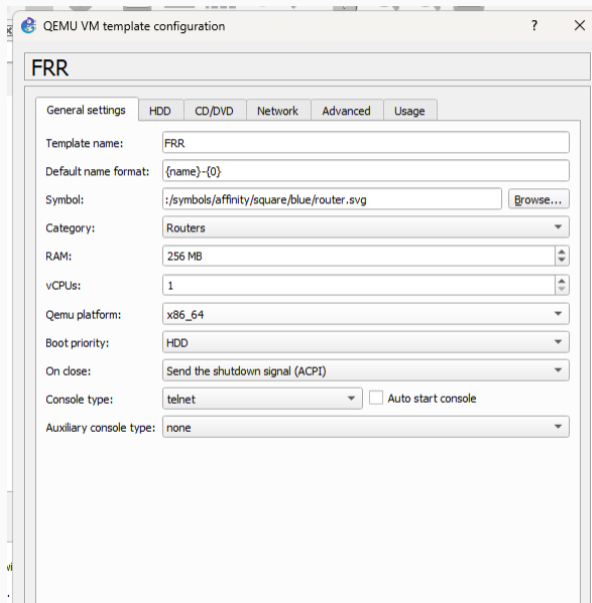 QEMU VM template configuration ? ×
FRR
General settings HDD CD/DVD Network Advanced Usage
Template name: FRR
Default name format: {name}-{0}
Symbol: :/symbols/affinity/square/blue/router.svg Browse...
Category: Routers
RAM: 256 MB
vCPUs: 1
Qemu platform: x86_64
Boot priority: HDD
On close: Send the shutdown signal (ACPI)
Console type: telnet Auto start console
Auxiliary console type: none